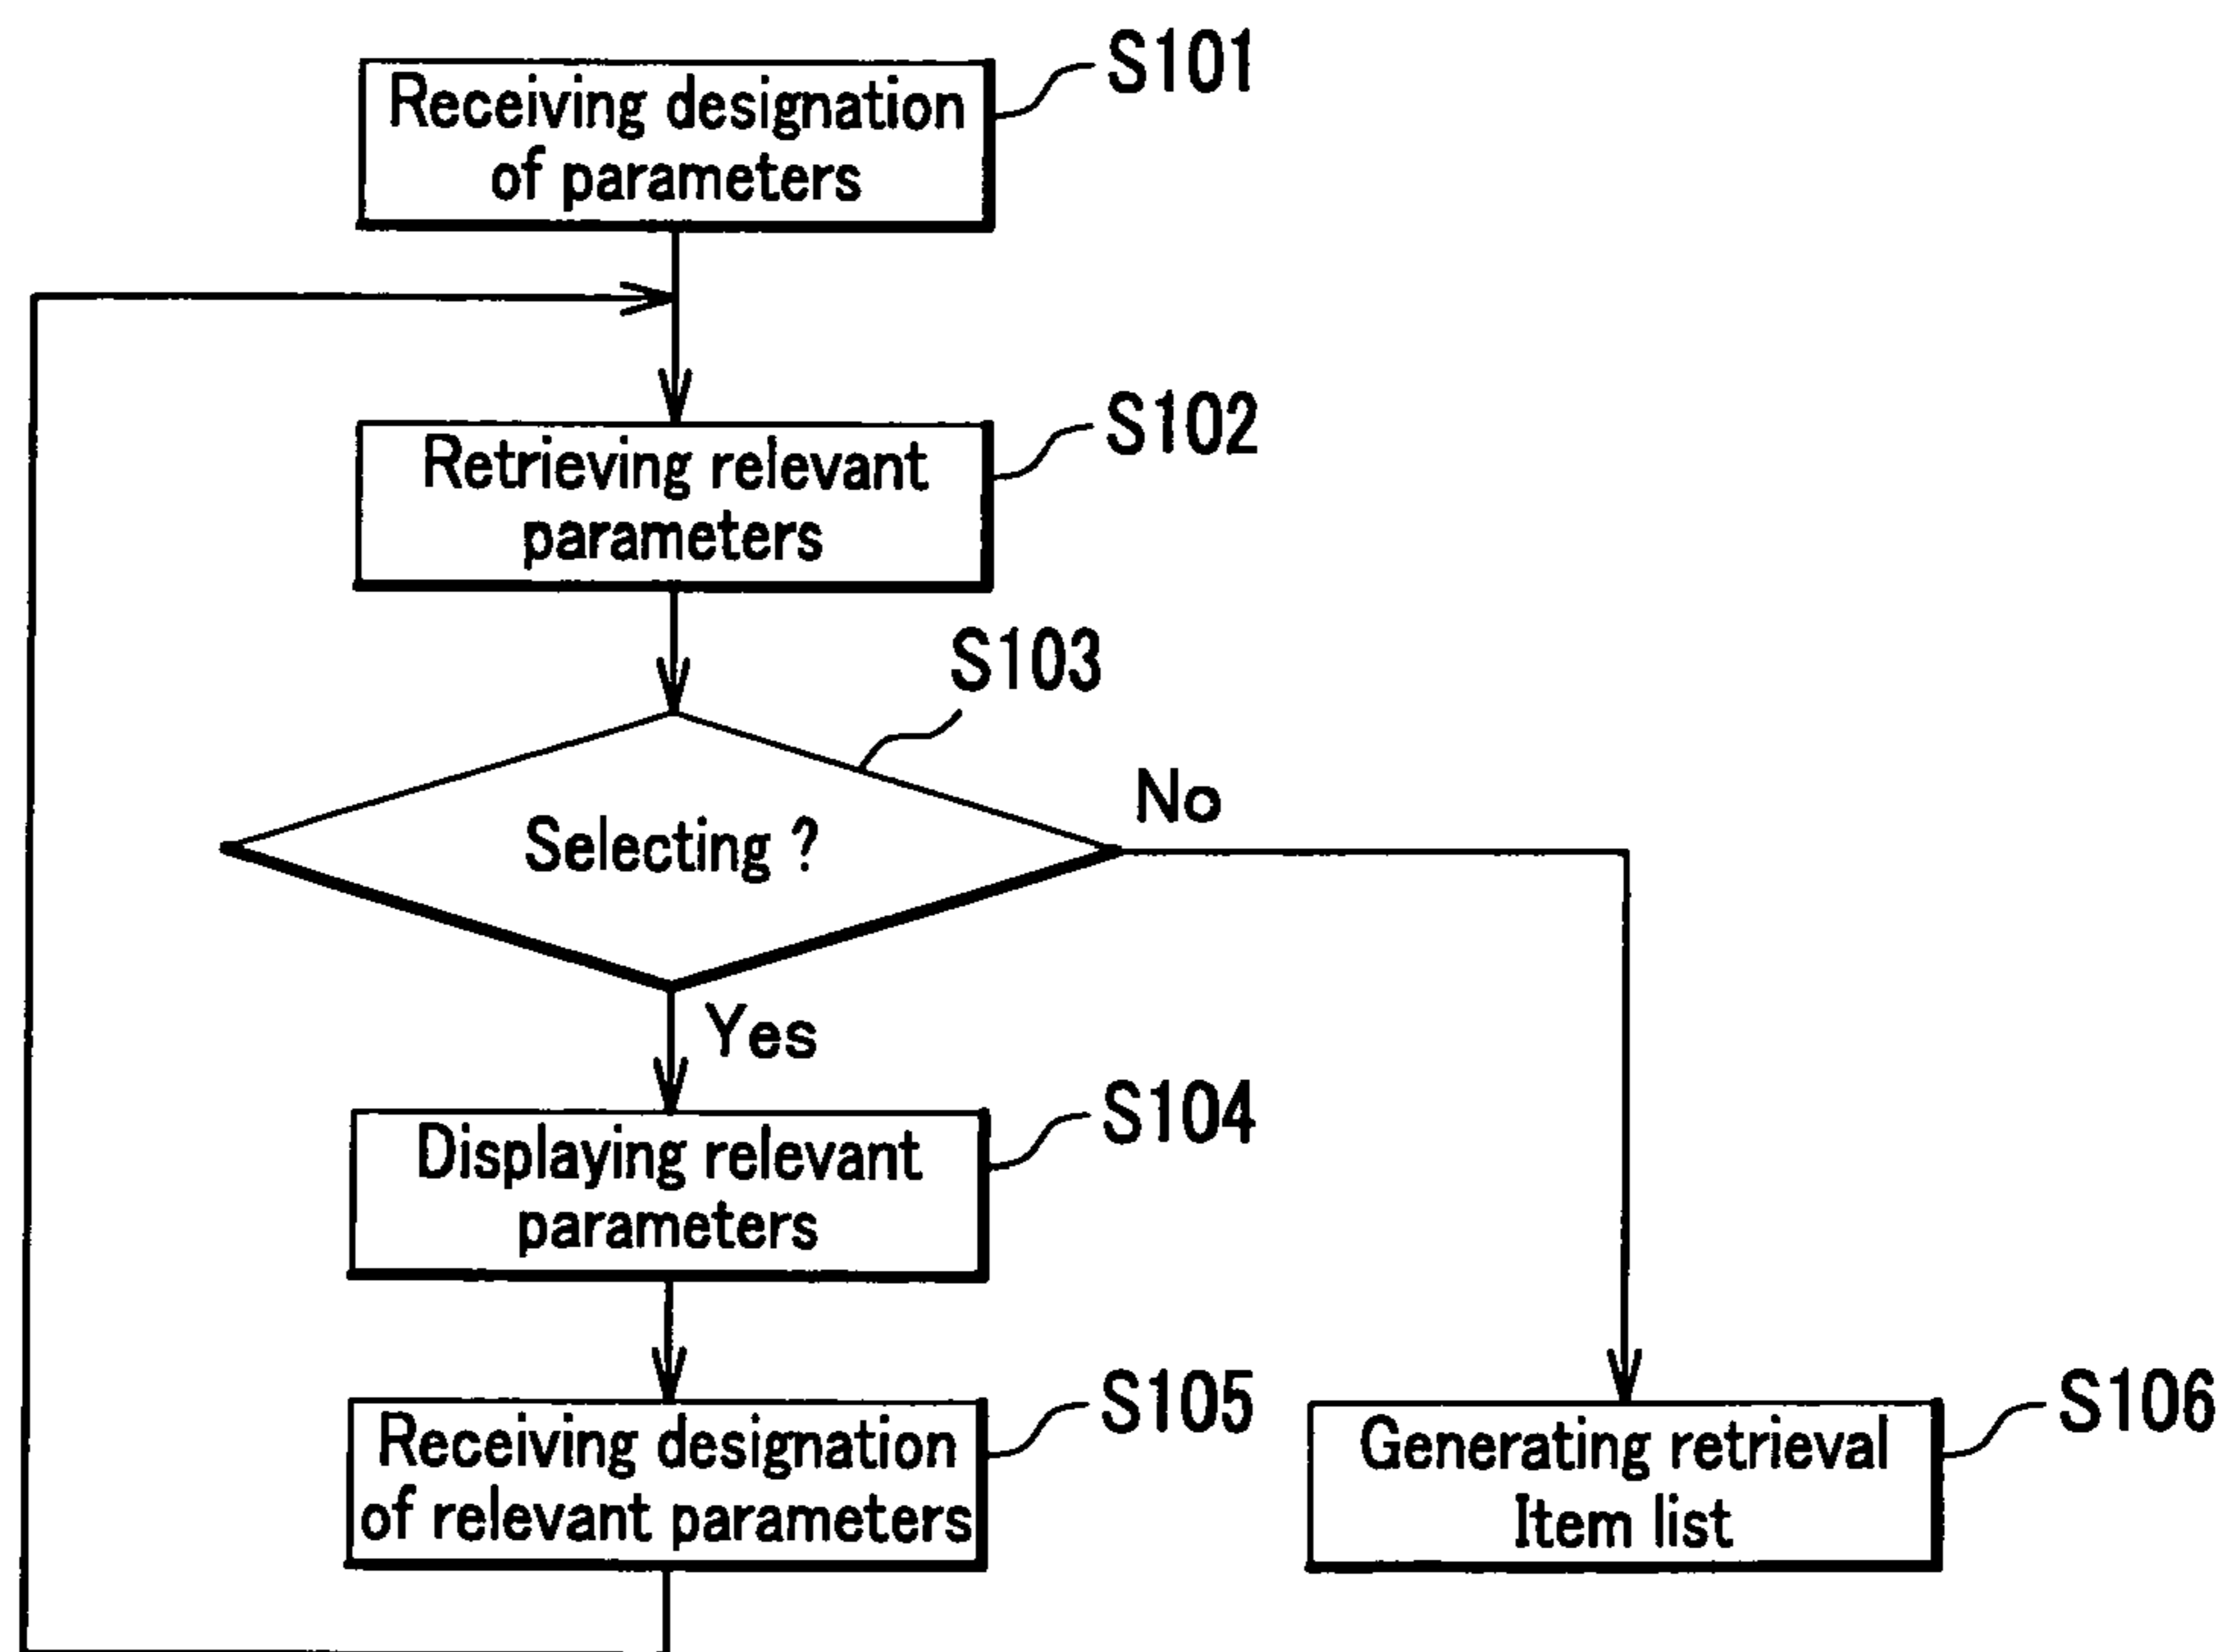 S101
Receiving designation
of parameters
S102
Retrieving relevant
parameters
S103
Selecting ?
No
Yes
S104
Displaying relevant
parameters
S105
Receiving designation
of relevant parameters
S106
Generating retrieval
Item list